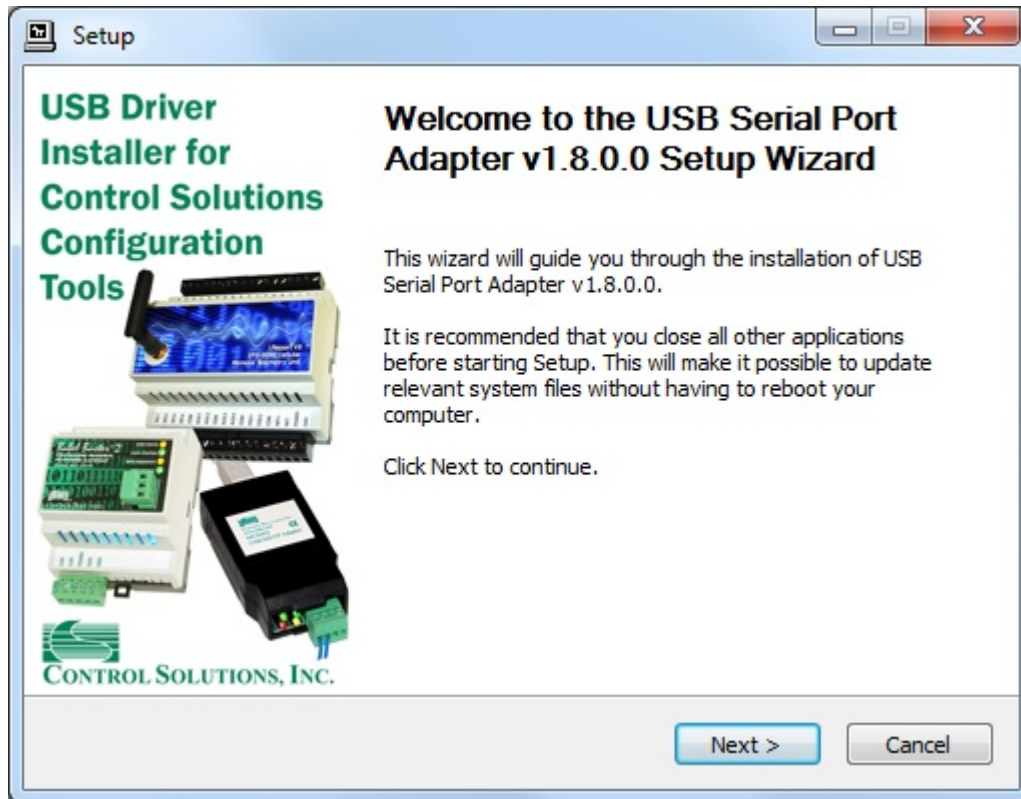 Setup
USB Driver
Installer for
Control Solutions
Configuration
Tools
CONTROL SOLUTIONS, INC.
Welcome to the USB Serial Port
Adapter v1.8.0.0 Setup Wizard
This wizard will guide you through the installation of USB
Serial Port Adapter v1.8.0.0.
It is recommended that you close all other applications
before starting Setup. This will make it possible to update
relevant system files without having to reboot your
computer.
Click Next to continue.
Next >
Cancel